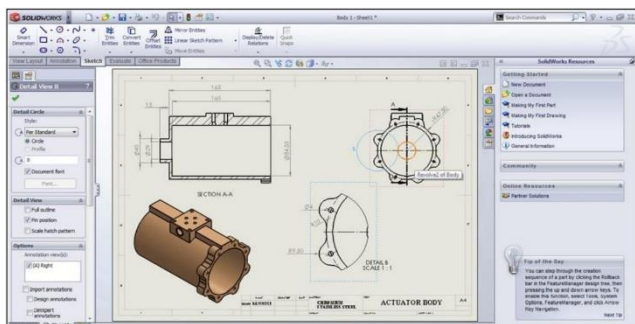 SOLIDWORKS
Body 1 - Sheet1 *
Search Commands
Smart Dimension
Trim Entities
Convert Entities
Offset Entities
Mirror Entities
Linear Sketch Pattern
Move Entities
Display/Delete Relations
Quick Snaps
View Layout
Annotation
Sketch
Evaluate
Office Products
Detail View B
Detail Circle
Style:
Per Standard
Circle
Profile
B
Document font
Font...
Detail View
Full outline
Pin position
Scale hatch pattern
Options
Annotation view(s):
(A) Right
Import annotations
Design annotations
DimXpert annotations
168
160
13
SECTION A-A
A
Revolve2 of Body
DETAIL B
SCALE 1 : 1
STAINLESS STEEL
ACTUATOR BODY
A4
SolidWorks Resources
Getting Started
New Document
Open a Document
Making My First Part
Making My First Drawing
Tutorials
Introducing SolidWorks
General Information
Community
Online Resources
Partner Solutions
Tip of the Day
You can step through the creation
sequence of a part by clicking the Rollback
bar in the FeatureManager design tree, then
pressing the up and down arrow keys. To
enable this function, select Tools, System
Options, FeatureManager, and click Arrow
Key Navigation.
Next Tip